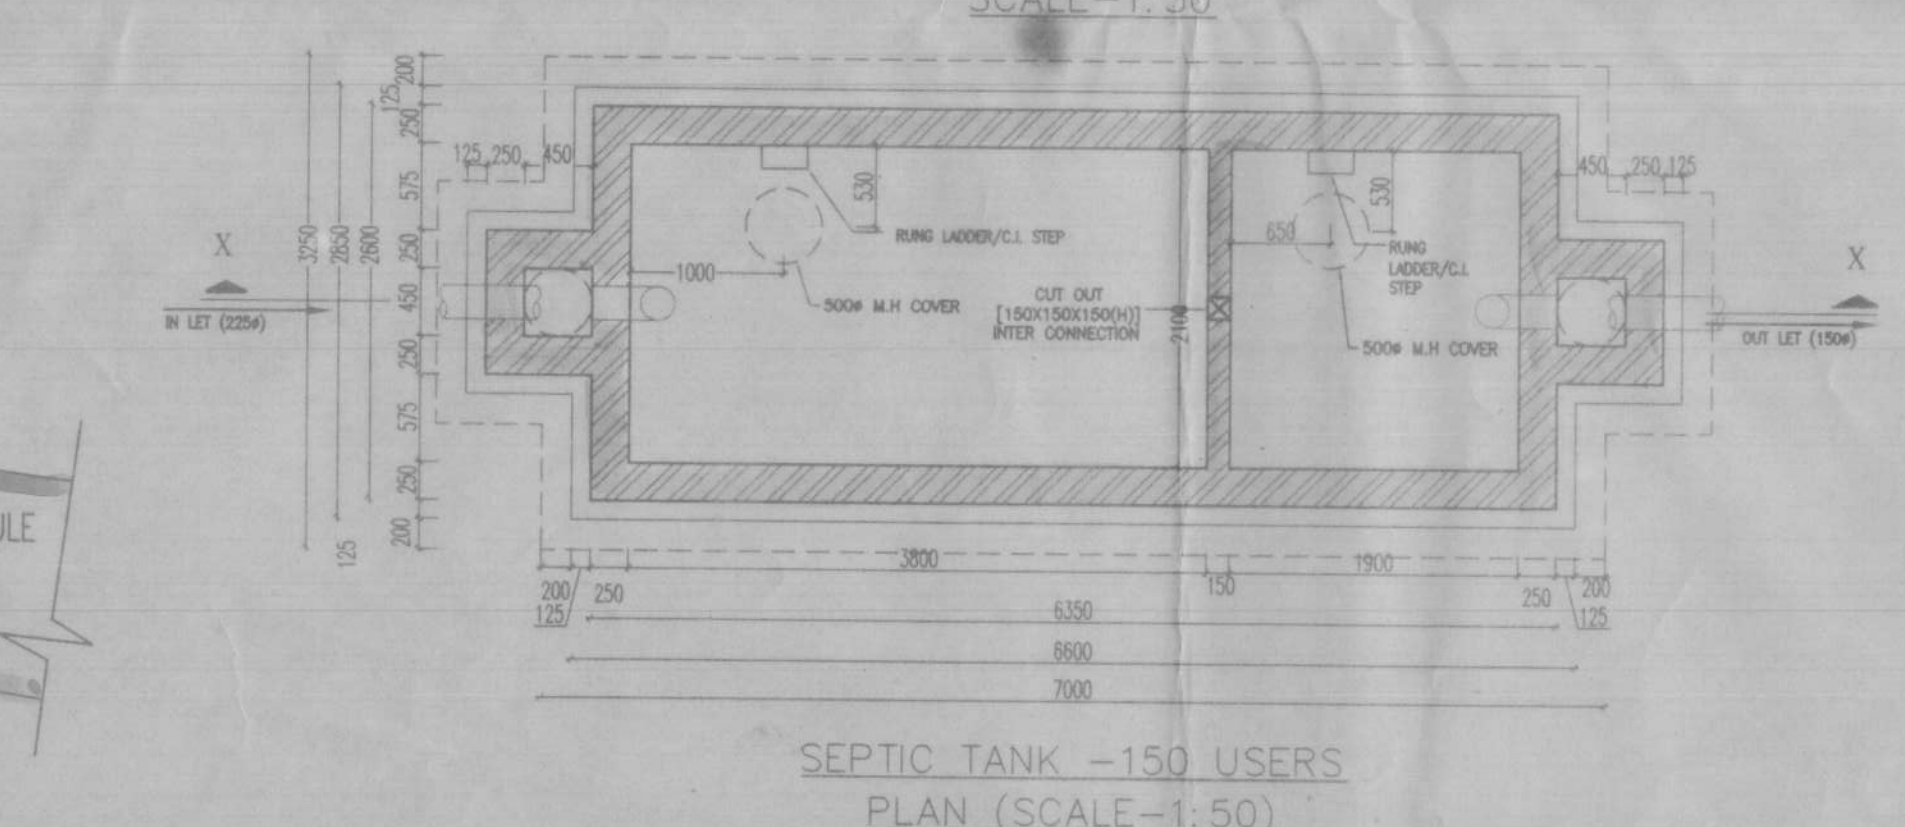 SCALE-1:50
200
125
250
575
250
450
250
575
250
200
125
3250
2850
2600
125 250 450
450 250 125
530
530
RUNG LADDER/C.I. STEP
650
RUNG
LADDER/C.I.
STEP
1000
500ø M.H COVER
CUT OUT
[150X150X150(H)]
INTER CONNECTION
2100
500ø M.H COVER
X
IN LET (225ø)
X
OUT LET (150ø)
ULE
3800
150
1900
200
125
250
250
200
125
6350
6600
7000
SEPTIC TANK -150 USERS
PLAN (SCALE-1:50)